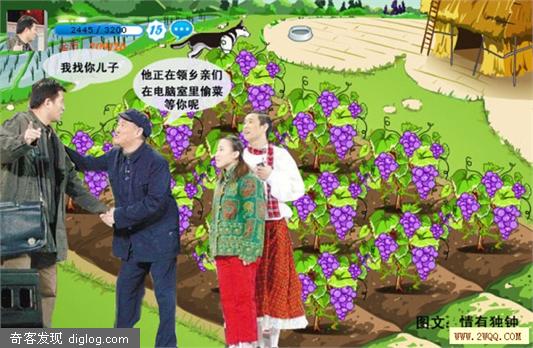 2445 / 3200
15
我找你儿子
他正在领乡亲们
在电脑室里偷菜
等你呢
图文：情有独钟
奇客发现 diglog.com
www.2WQQ.com